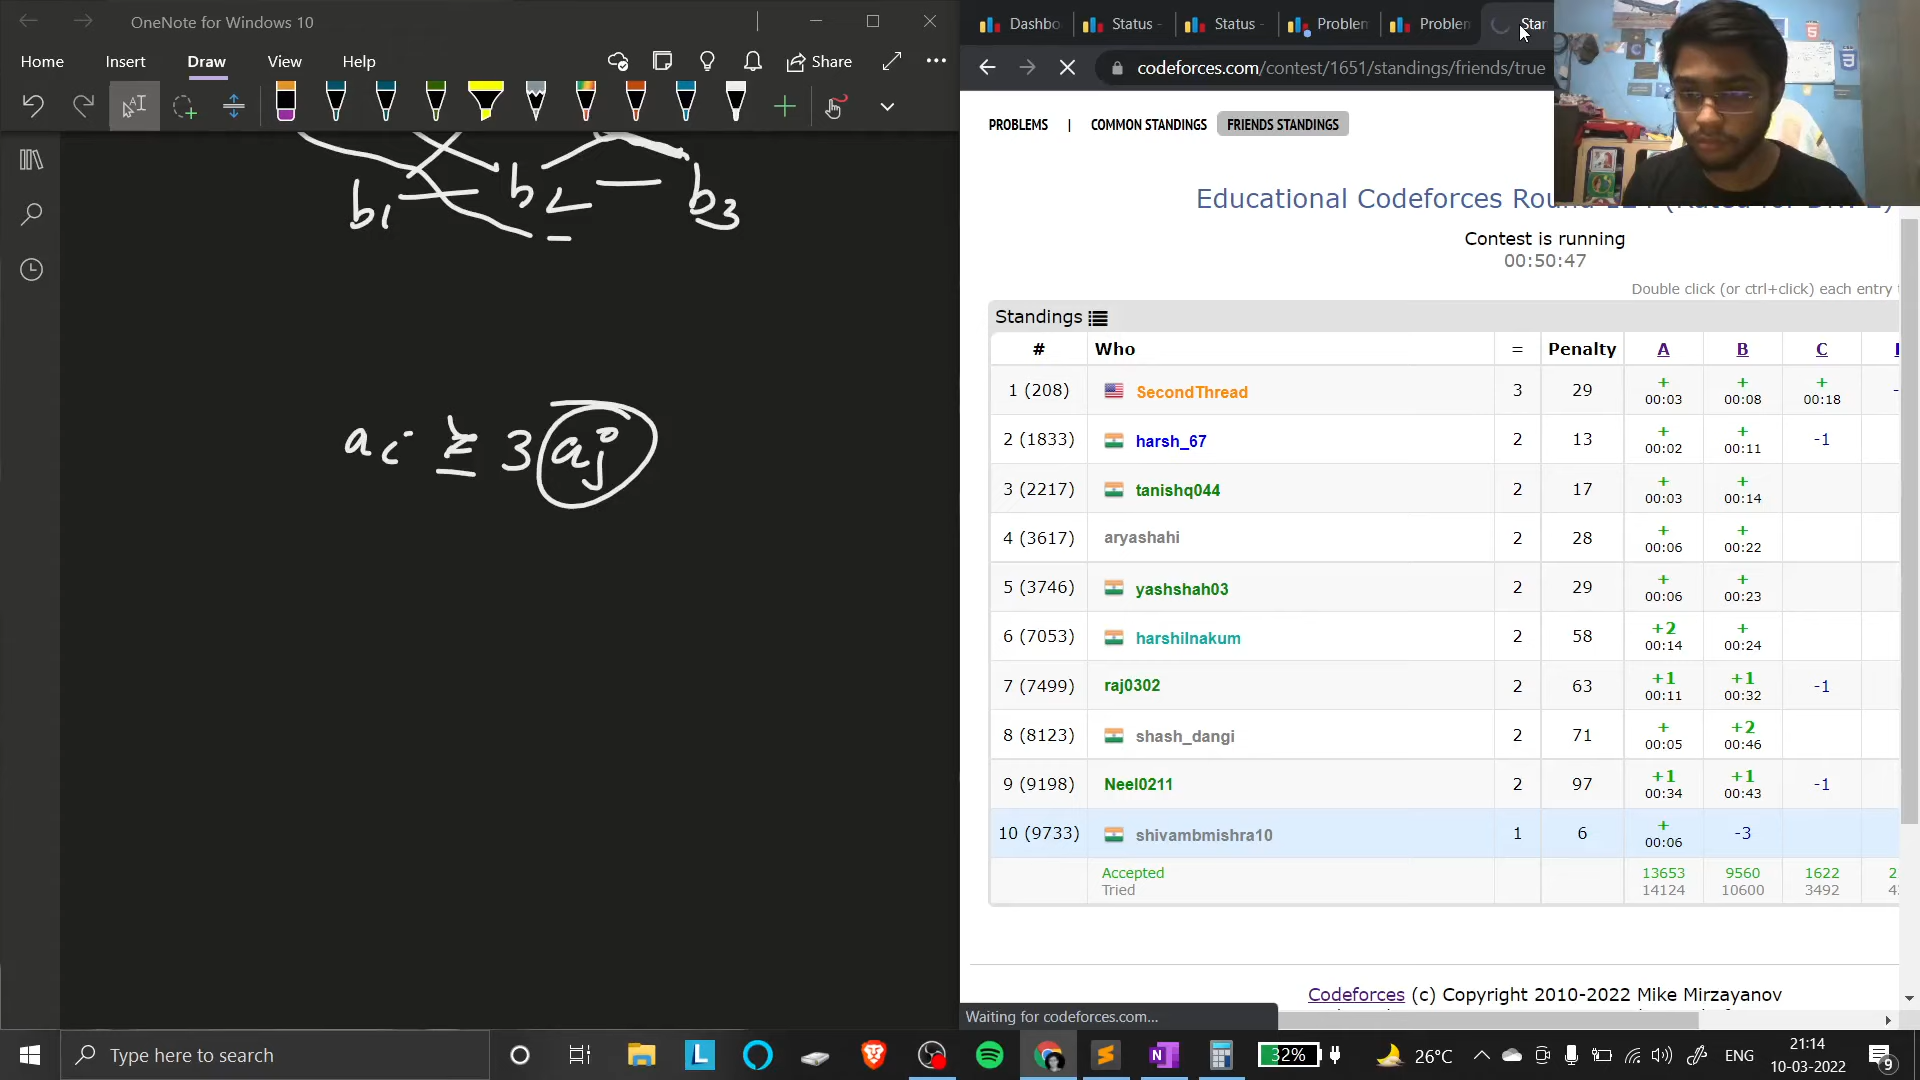 OneNote for Windows 10
Home Insert Draw View Help
Share
b1 b2 b3
ai ≥ 3 aj
Dashbo Status - Status - Problem Problem
codeforces.com/contest/1651/standings/friends/true
PROBLEMS | COMMON STANDINGS FRIENDS STANDINGS
Educational Codeforces
Contest is running
00:50:47
Double click (or ctrl+click) each entry
Standings
# Who = Penalty A B C
1 (208) SecondThread 3 29 + 00:03 + 00:08 + 00:18
2 (1833) harsh_67 2 13 + 00:02 + 00:11 -1
3 (2217) tanishq044 2 17 + 00:03 + 00:14
4 (3617) aryashahi 2 28 + 00:06 + 00:22
5 (3746) yashshah03 2 29 + 00:06 + 00:23
6 (7053) harshilnakum 2 58 +2 00:14 + 00:24
7 (7499) raj0302 2 63 +1 00:11 +1 00:32 -1
8 (8123) shash_dangi 2 71 + 00:05 +2 00:46
9 (9198) Neel0211 2 97 +1 00:34 +1 00:43 -1
10 (9733) shivambmishra10 1 6 + 00:06 -3
Accepted 13653 9560 1622
Tried 14124 10600 3492
Codeforces (c) Copyright 2010-2022 Mike Mirzayanov
Waiting for codeforces.com...
Type here to search
32%
26°C
ENG
21:14
10-03-2022
9